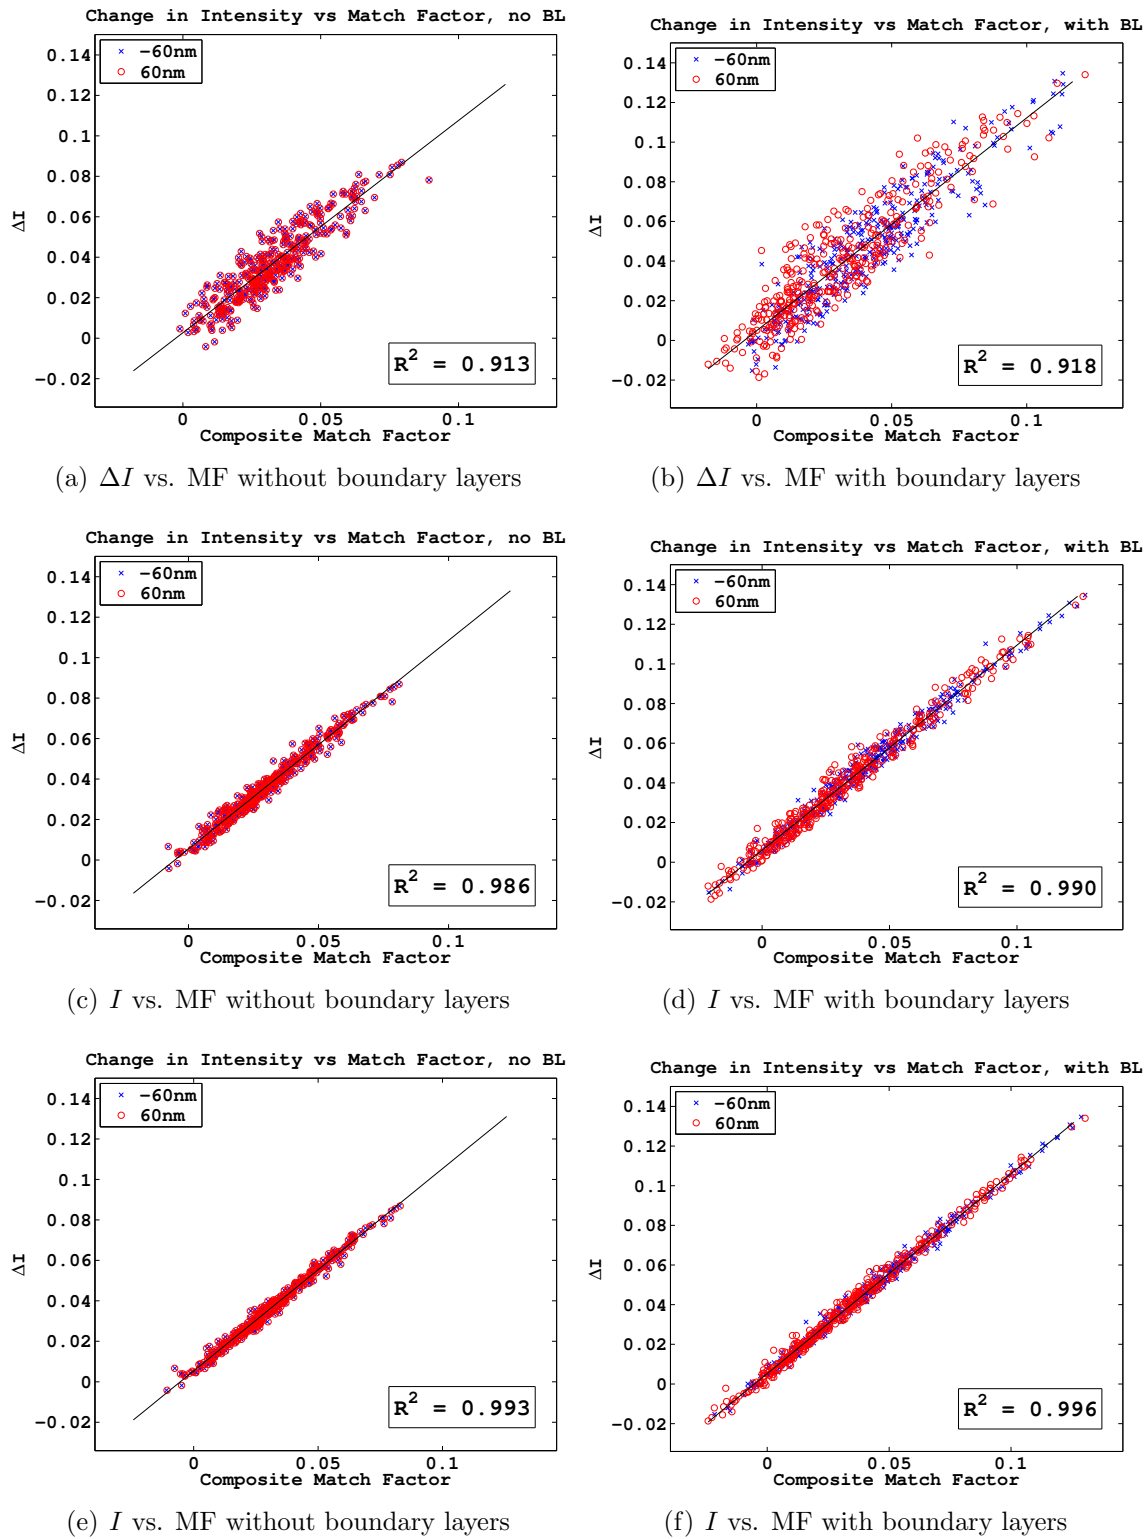 Change in Intensity vs Match Factor, no BL
× −60nm
○ 60nm
0.14
0.12
0.1
0.08
0.06
0.04
0.02
0
−0.02
ΔI
R² = 0.913
0 0.05 0.1
Composite Match Factor
(a) ΔI vs. MF without boundary layers
Change in Intensity vs Match Factor, with BL
× −60nm
○ 60nm
0.14
0.12
0.1
0.08
0.06
0.04
0.02
0
−0.02
ΔI
R² = 0.918
0 0.05 0.1
Composite Match Factor
(b) ΔI vs. MF with boundary layers
Change in Intensity vs Match Factor, no BL
× −60nm
○ 60nm
0.14
0.12
0.1
0.08
0.06
0.04
0.02
0
−0.02
ΔI
R² = 0.986
0 0.05 0.1
Composite Match Factor
(c) I vs. MF without boundary layers
Change in Intensity vs Match Factor, with BL
× −60nm
○ 60nm
0.14
0.12
0.1
0.08
0.06
0.04
0.02
0
−0.02
ΔI
R² = 0.990
0 0.05 0.1
Composite Match Factor
(d) I vs. MF with boundary layers
Change in Intensity vs Match Factor, no BL
× −60nm
○ 60nm
0.14
0.12
0.1
0.08
0.06
0.04
0.02
0
−0.02
ΔI
R² = 0.993
0 0.05 0.1
Composite Match Factor
(e) I vs. MF without boundary layers
Change in Intensity vs Match Factor, with BL
× −60nm
○ 60nm
0.14
0.12
0.1
0.08
0.06
0.04
0.02
0
−0.02
ΔI
R² = 0.996
0 0.05 0.1
Composite Match Factor
(f) I vs. MF with boundary layers